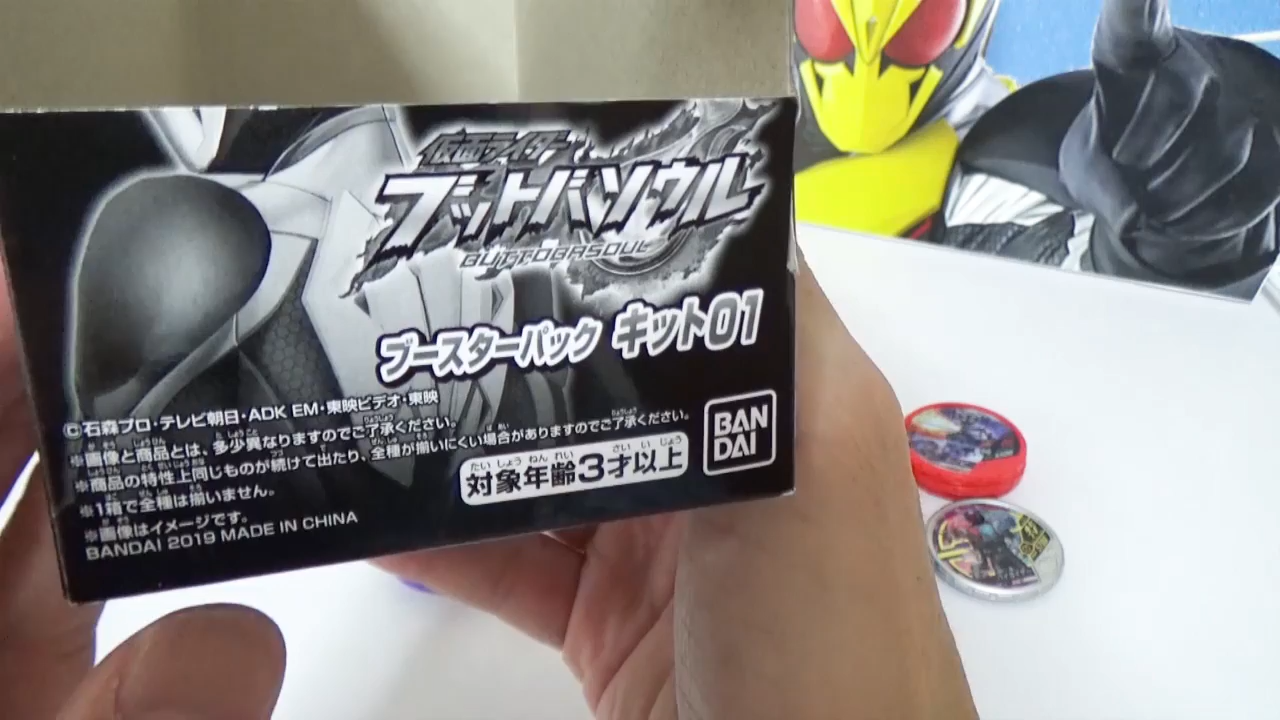 仮面ライダー
ブットバソウル
BUTTOBASOUL
ブースターパック キット01
©石森プロ・テレビ朝日・ADK EM・東映ビデオ・東映
※画像と商品とは、多少異なりますのでご了承ください。
※商品の特性上同じものが続けて出たり、全種が揃いにくい場合がありますのでご了承ください。
※1箱で全種は揃いません。
※画像はイメージです。
BANDAI 2019 MADE IN CHINA
対象年齢3才以上
BAN
DAI